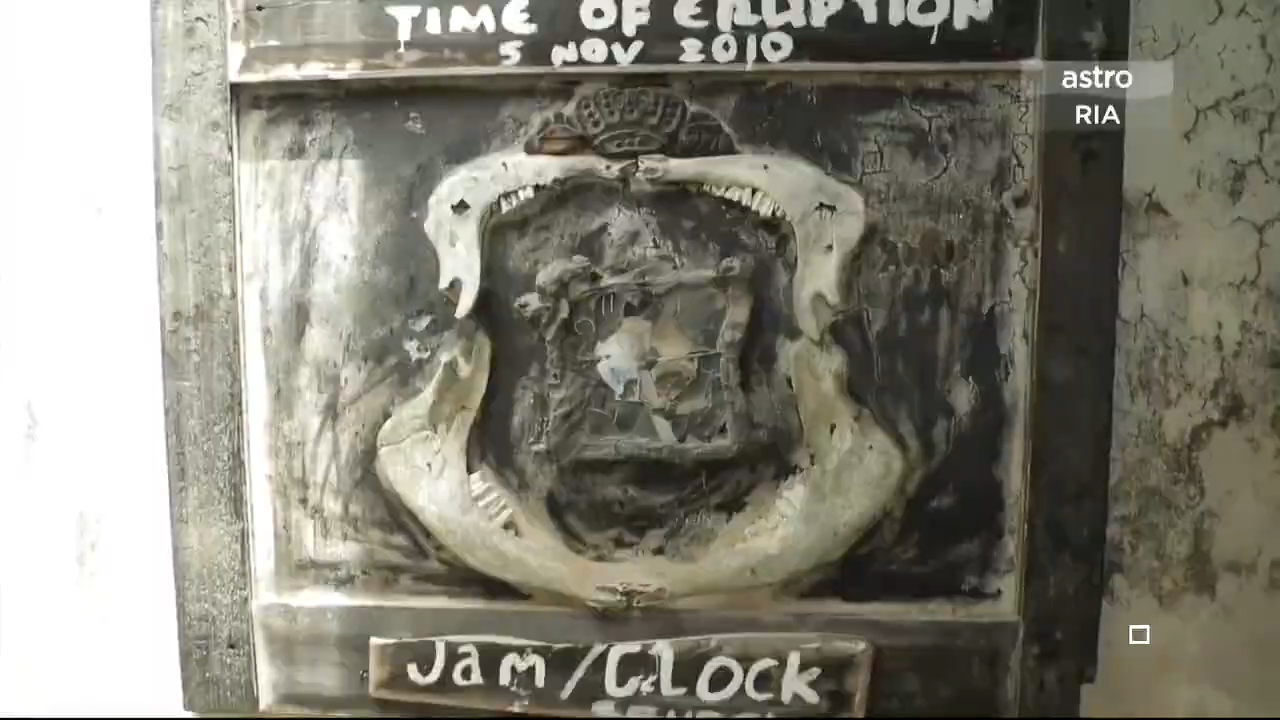 TIME OF ERUPTION
5 NOV 2010
astro
RIA
Jam/CLOCK